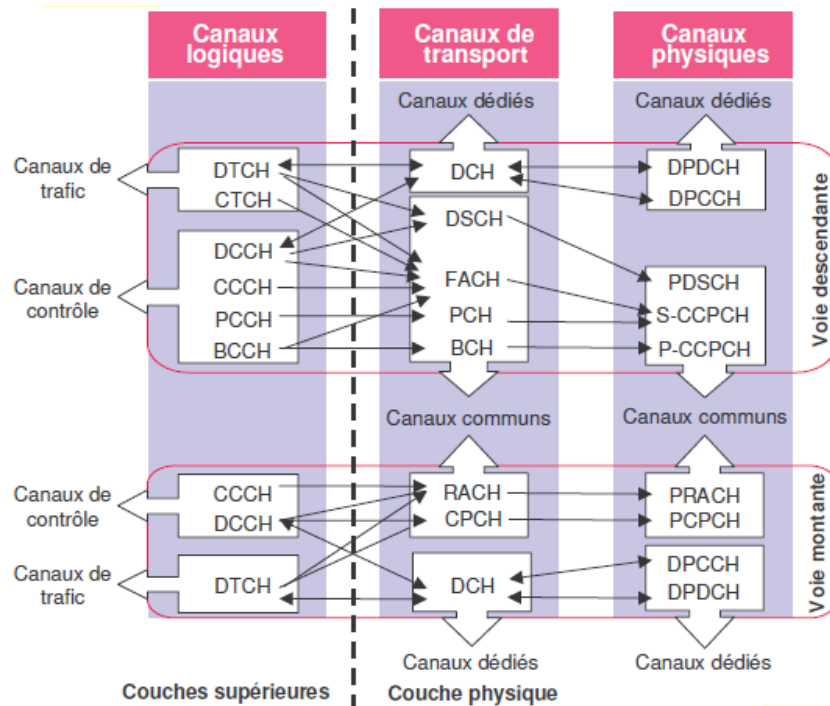 Canaux
logiques
Canaux de
transport
Canaux
physiques
Canaux dédiés
Canaux dédiés
Canaux de
trafic
DTCH
CTCH
DCH
DPDCH
DPCCH
DSCH
Canaux de
contrôle
DCCH
CCCH
PCCH
BCCH
FACH
PCH
BCH
PDSCH
S-CCPCH
P-CCPCH
Voie descendante
Canaux communs
Canaux communs
Canaux de
contrôle
CCCH
DCCH
RACH
CPCH
PRACH
PCPCH
Canaux de
trafic
DTCH
DCH
DPCCH
DPDCH
Voie montante
Canaux dédiés
Canaux dédiés
Couches supérieures
Couche physique